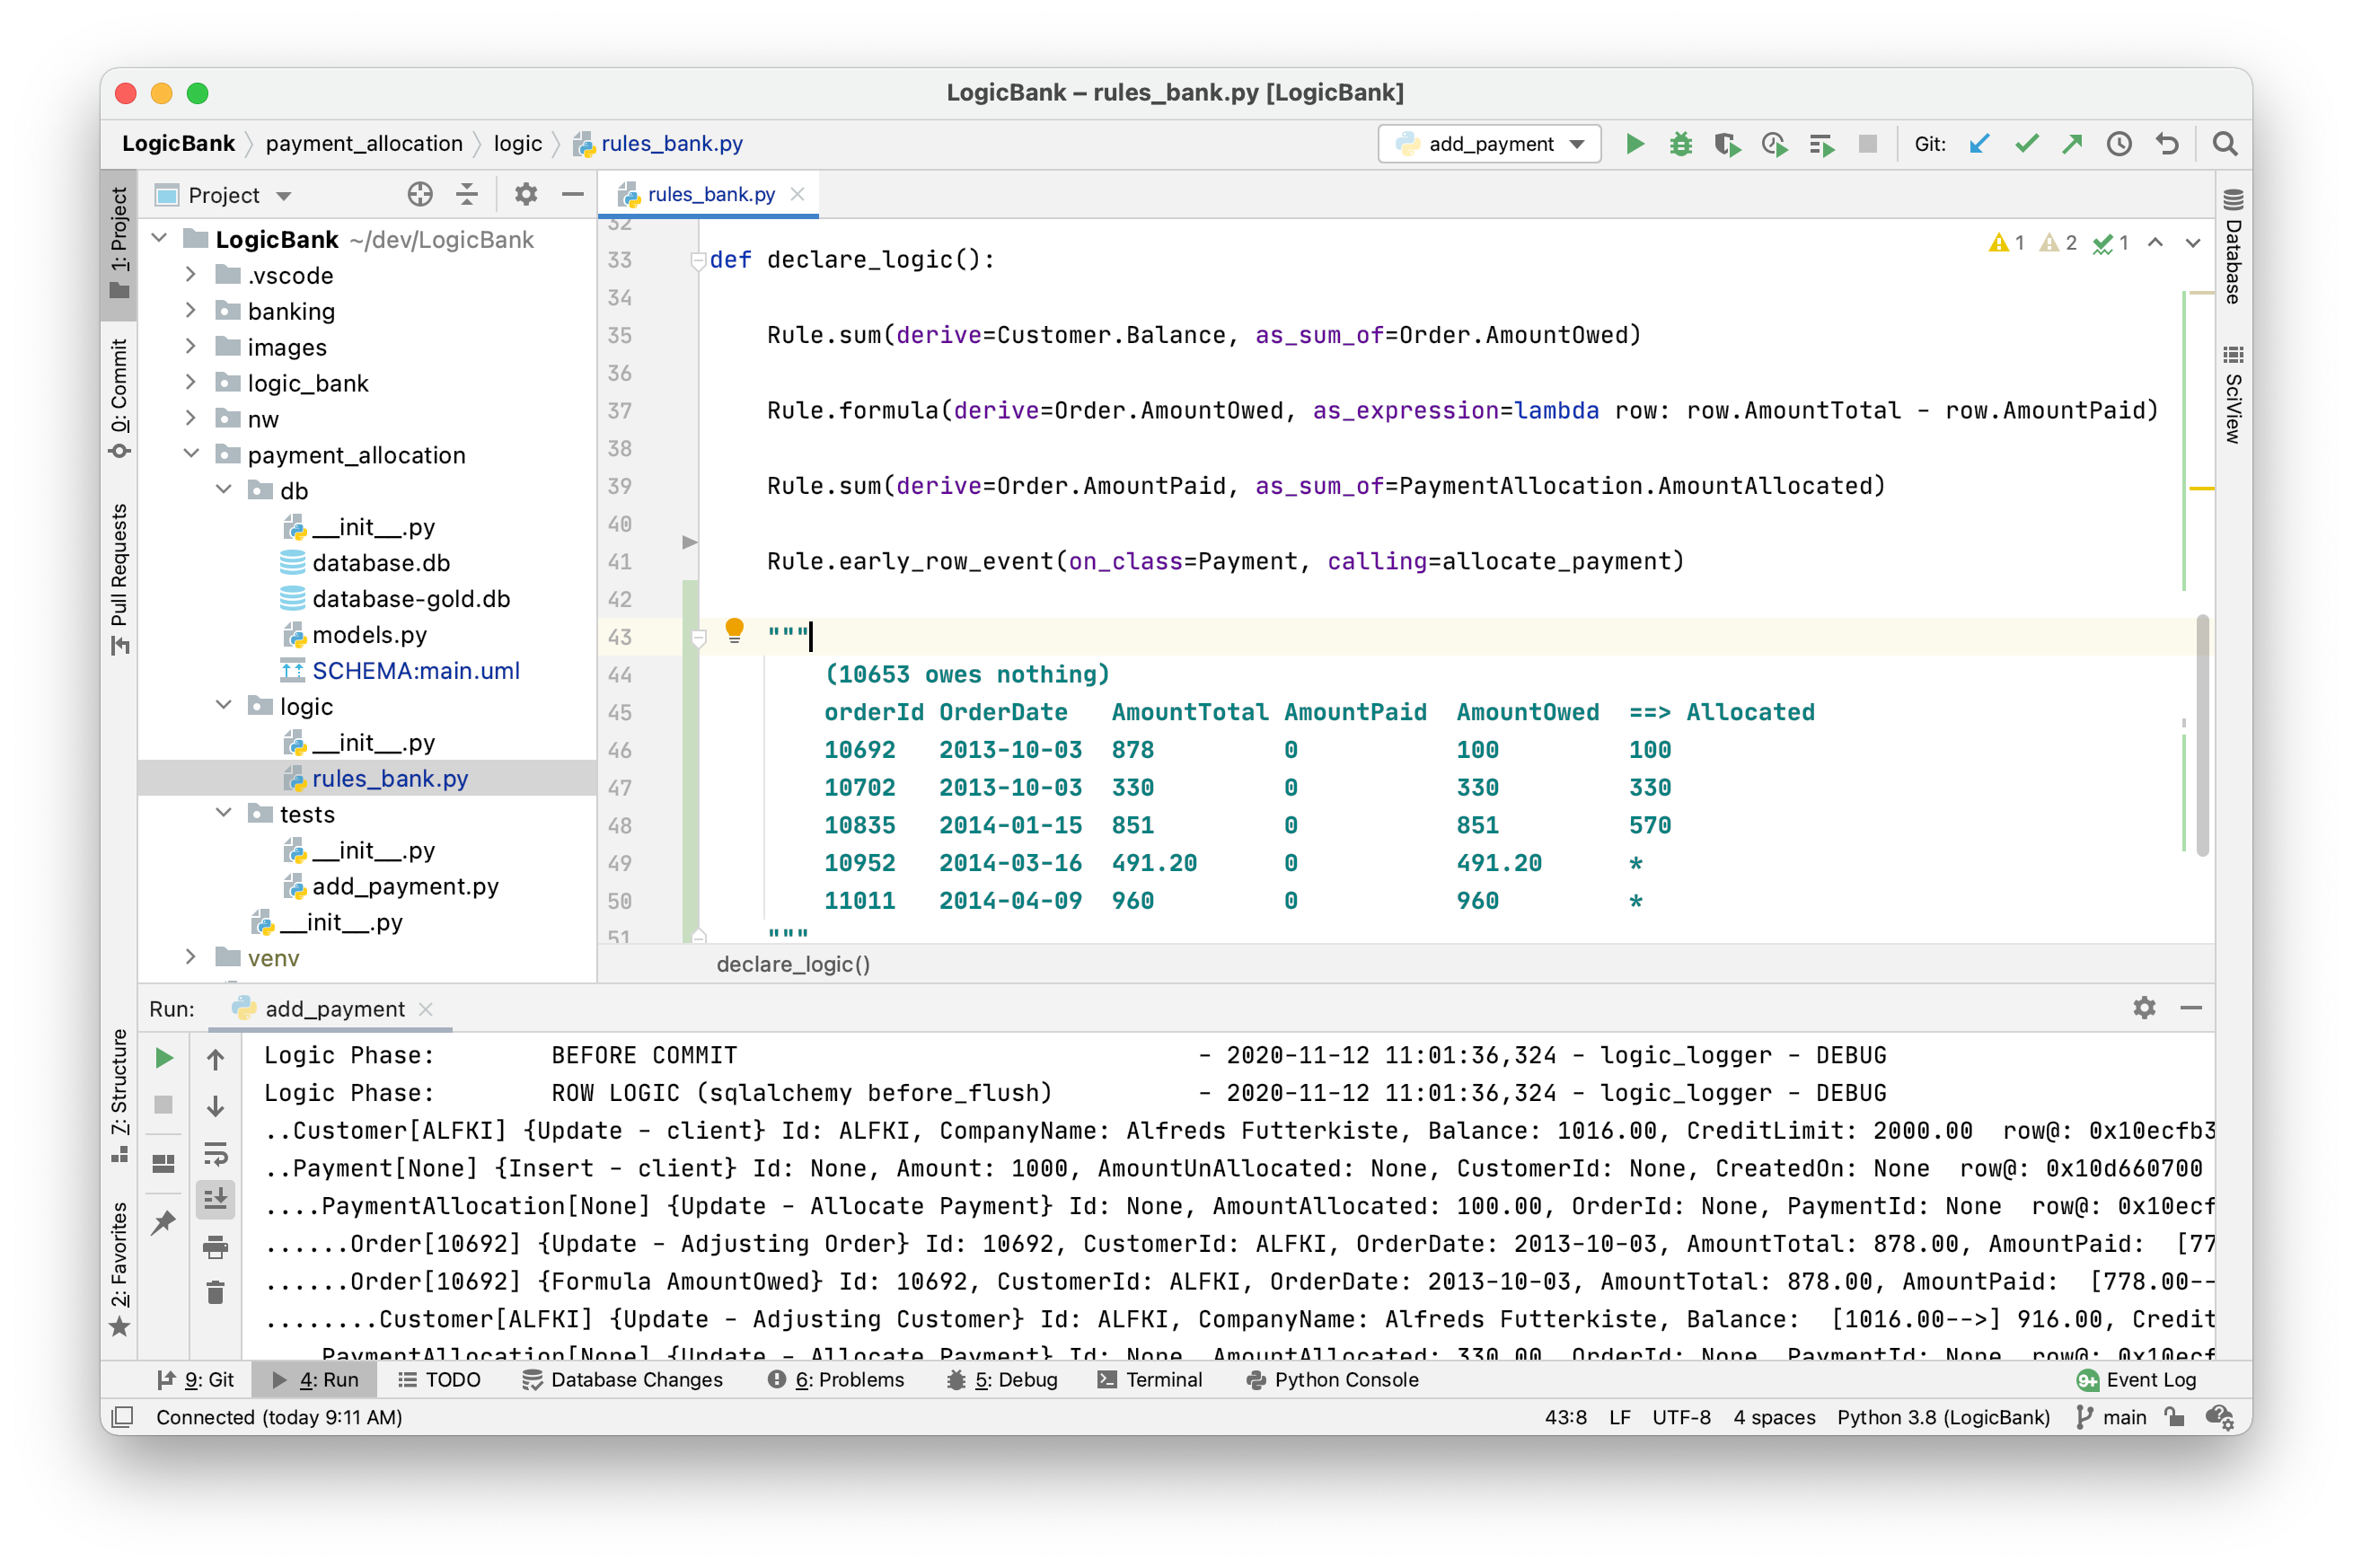 LogicBank – rules_bank.py [LogicBank]
LogicBank payment_allocation logic rules_bank.py
add_payment
Git:
1: Project
0: Commit
Pull Requests
7: Structure
2: Favorites
Project
LogicBank ~/dev/LogicBank
.vscode
banking
images
logic_bank
nw
payment_allocation
db
__init__.py
database.db
database-gold.db
models.py
SCHEMA:main.uml
logic
__init__.py
rules_bank.py
tests
__init__.py
add_payment.py
__init__.py
venv
rules_bank.py
1 2 1
32
33 def declare_logic():
34
35 Rule.sum(derive=Customer.Balance, as_sum_of=Order.AmountOwed)
36
37 Rule.formula(derive=Order.AmountOwed, as_expression=lambda row: row.AmountTotal - row.AmountPaid)
38
39 Rule.sum(derive=Order.AmountPaid, as_sum_of=PaymentAllocation.AmountAllocated)
40
41 Rule.early_row_event(on_class=Payment, calling=allocate_payment)
42
43 """
44 (10653 owes nothing)
45 orderId OrderDate AmountTotal AmountPaid AmountOwed ==> Allocated
46 10692 2013-10-03 878 0 100 100
47 10702 2013-10-03 330 0 330 330
48 10835 2014-01-15 851 0 851 570
49 10952 2014-03-16 491.20 0 491.20 *
50 11011 2014-04-09 960 0 960 *
51 """
declare_logic()
Database
SciView
Run: add_payment
Logic Phase: BEFORE COMMIT - 2020-11-12 11:01:36,324 - logic_logger - DEBUG
Logic Phase: ROW LOGIC (sqlalchemy before_flush) - 2020-11-12 11:01:36,324 - logic_logger - DEBUG
..Customer[ALFKI] {Update - client} Id: ALFKI, CompanyName: Alfreds Futterkiste, Balance: 1016.00, CreditLimit: 2000.00 row@: 0x10ecfb3
..Payment[None] {Insert - client} Id: None, Amount: 1000, AmountUnAllocated: None, CustomerId: None, CreatedOn: None row@: 0x10d660700
....PaymentAllocation[None] {Update - Allocate Payment} Id: None, AmountAllocated: 100.00, OrderId: None, PaymentId: None row@: 0x10ecf
......Order[10692] {Update - Adjusting Order} Id: 10692, CustomerId: ALFKI, OrderDate: 2013-10-03, AmountTotal: 878.00, AmountPaid: [77
......Order[10692] {Formula AmountOwed} Id: 10692, CustomerId: ALFKI, OrderDate: 2013-10-03, AmountTotal: 878.00, AmountPaid: [778.00--
........Customer[ALFKI] {Update - Adjusting Customer} Id: ALFKI, CompanyName: Alfreds Futterkiste, Balance: [1016.00-->] 916.00, Credit
....PaymentAllocation[None] {Update - Allocate Payment} Id: None, AmountAllocated: 330.00, OrderId: None, PaymentId: None row@: 0x10ecf
9: Git 4: Run TODO Database Changes 6: Problems 5: Debug Terminal Python Console 9+ Event Log
Connected (today 9:11 AM) 43:8 LF UTF-8 4 spaces Python 3.8 (LogicBank) main